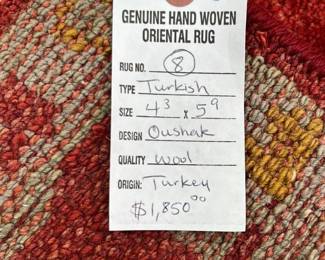 GENUINE HAND WOVEN
ORIENTAL RUG
RUG NO. 8
TYPE Turkish
SIZE 4³ x 5⁹
DESIGN Oushak
QUALITY Wool
ORIGIN: Turkey
$1,850⁰⁰